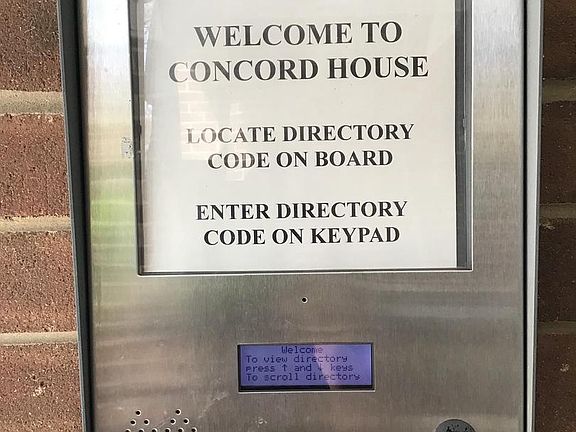 WELCOME TO
CONCORD HOUSE
LOCATE DIRECTORY
CODE ON BOARD
ENTER DIRECTORY
CODE ON KEYPAD
Welcome
To view directory
press ↑ and ↓ keys
To scroll directory